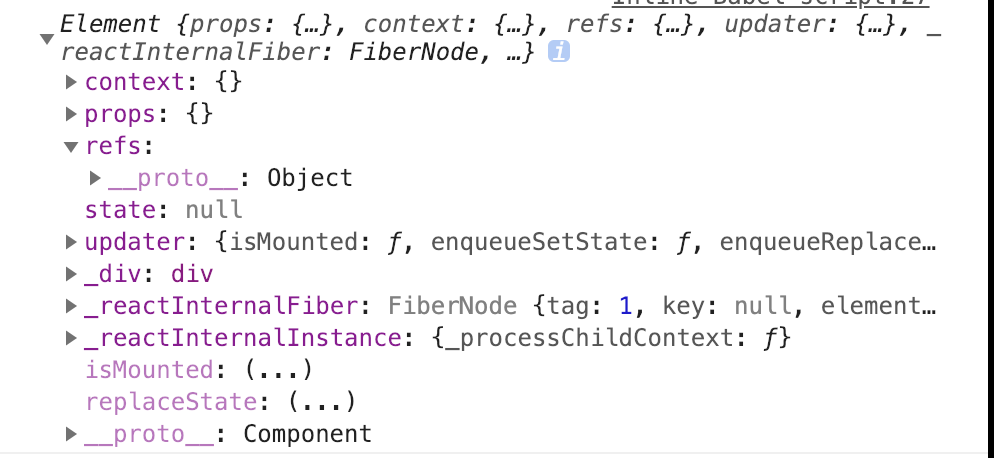 Inline Babel script:27
Element {props: {…}, context: {…}, refs: {…}, updater: {…}, _
reactInternalFiber: FiberNode, …} i
context: {}
props: {}
refs:
__proto__: Object
state: null
updater: {isMounted: ƒ, enqueueSetState: ƒ, enqueueReplace…
_div: div
_reactInternalFiber: FiberNode {tag: 1, key: null, element…
_reactInternalInstance: {_processChildContext: ƒ}
isMounted: (...)
replaceState: (...)
__proto__: Component